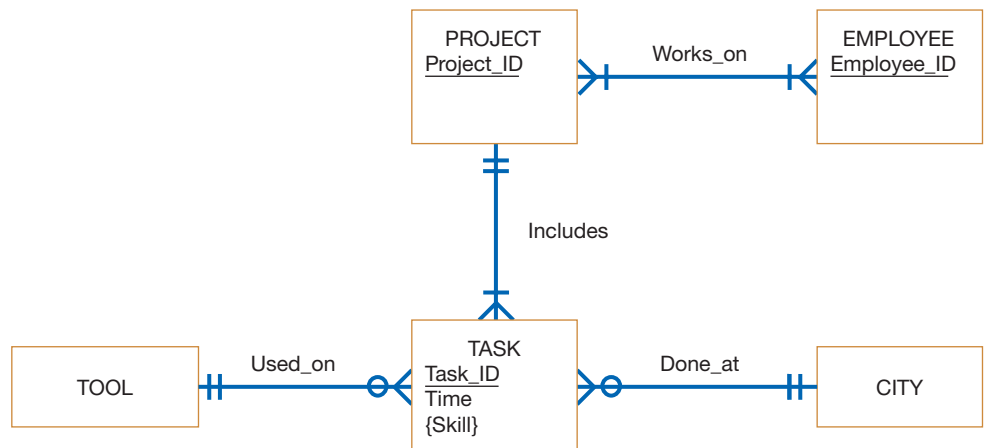 PROJECT
Project_ID
Works_on
EMPLOYEE
Employee_ID
Includes
TOOL
Used_on
TASK
Task_ID
Time
{Skill}
Done_at
CITY